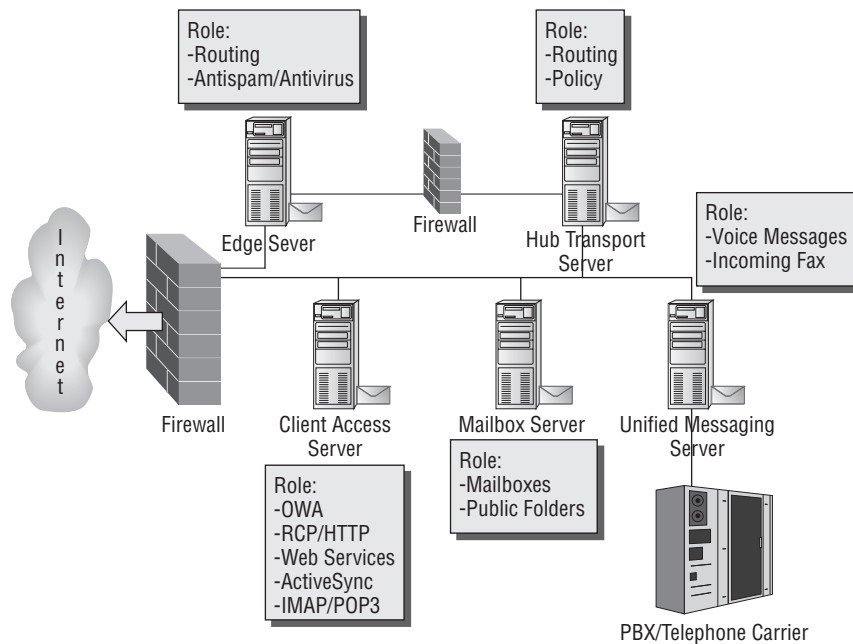 Role:
-Routing
-Antispam/Antivirus
Role:
-Routing
-Policy
Firewall
Edge Sever
Hub Transport
Server
Role:
-Voice Messages
-Incoming Fax
Internet
Firewall
Client Access
Server
Mailbox Server
Unified Messaging
Server
Role:
-OWA
-RCP/HTTP
-Web Services
-ActiveSync
-IMAP/POP3
Role:
-Mailboxes
-Public Folders
PBX/Telephone Carrier